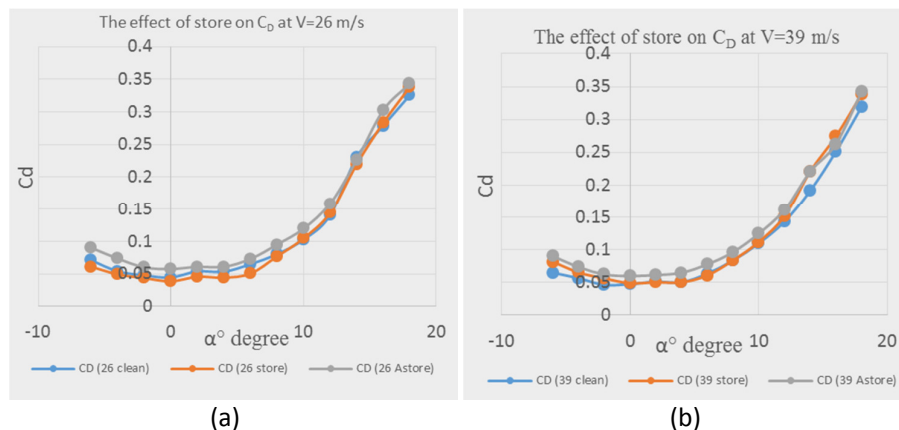 The effect of store on C_D at V=26 m/s
0.4
0.35
0.3
0.25
0.2
0.15
0.1
0.05
0
Cd
-10
0
10
20
α° degree
CD (26 clean)
CD (26 store)
CD (26 Astore)
(a)
The effect of store on C_D at V=39 m/s
0.4
0.35
0.3
0.25
0.2
0.15
0.1
0.05
0
Cd
-10
0
10
20
α° degree
CD (39 clean)
CD (39 store)
CD (39 Astore)
(b)